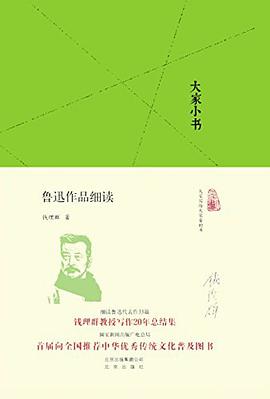 大家小书
鲁迅作品细读
钱理群 著
细读鲁迅代表作33篇
钱理群教授写作20年总结集
国家新闻出版广电总局
首届向全国推荐中华优秀传统文化普及图书
北京出版集团公司
北京出版社